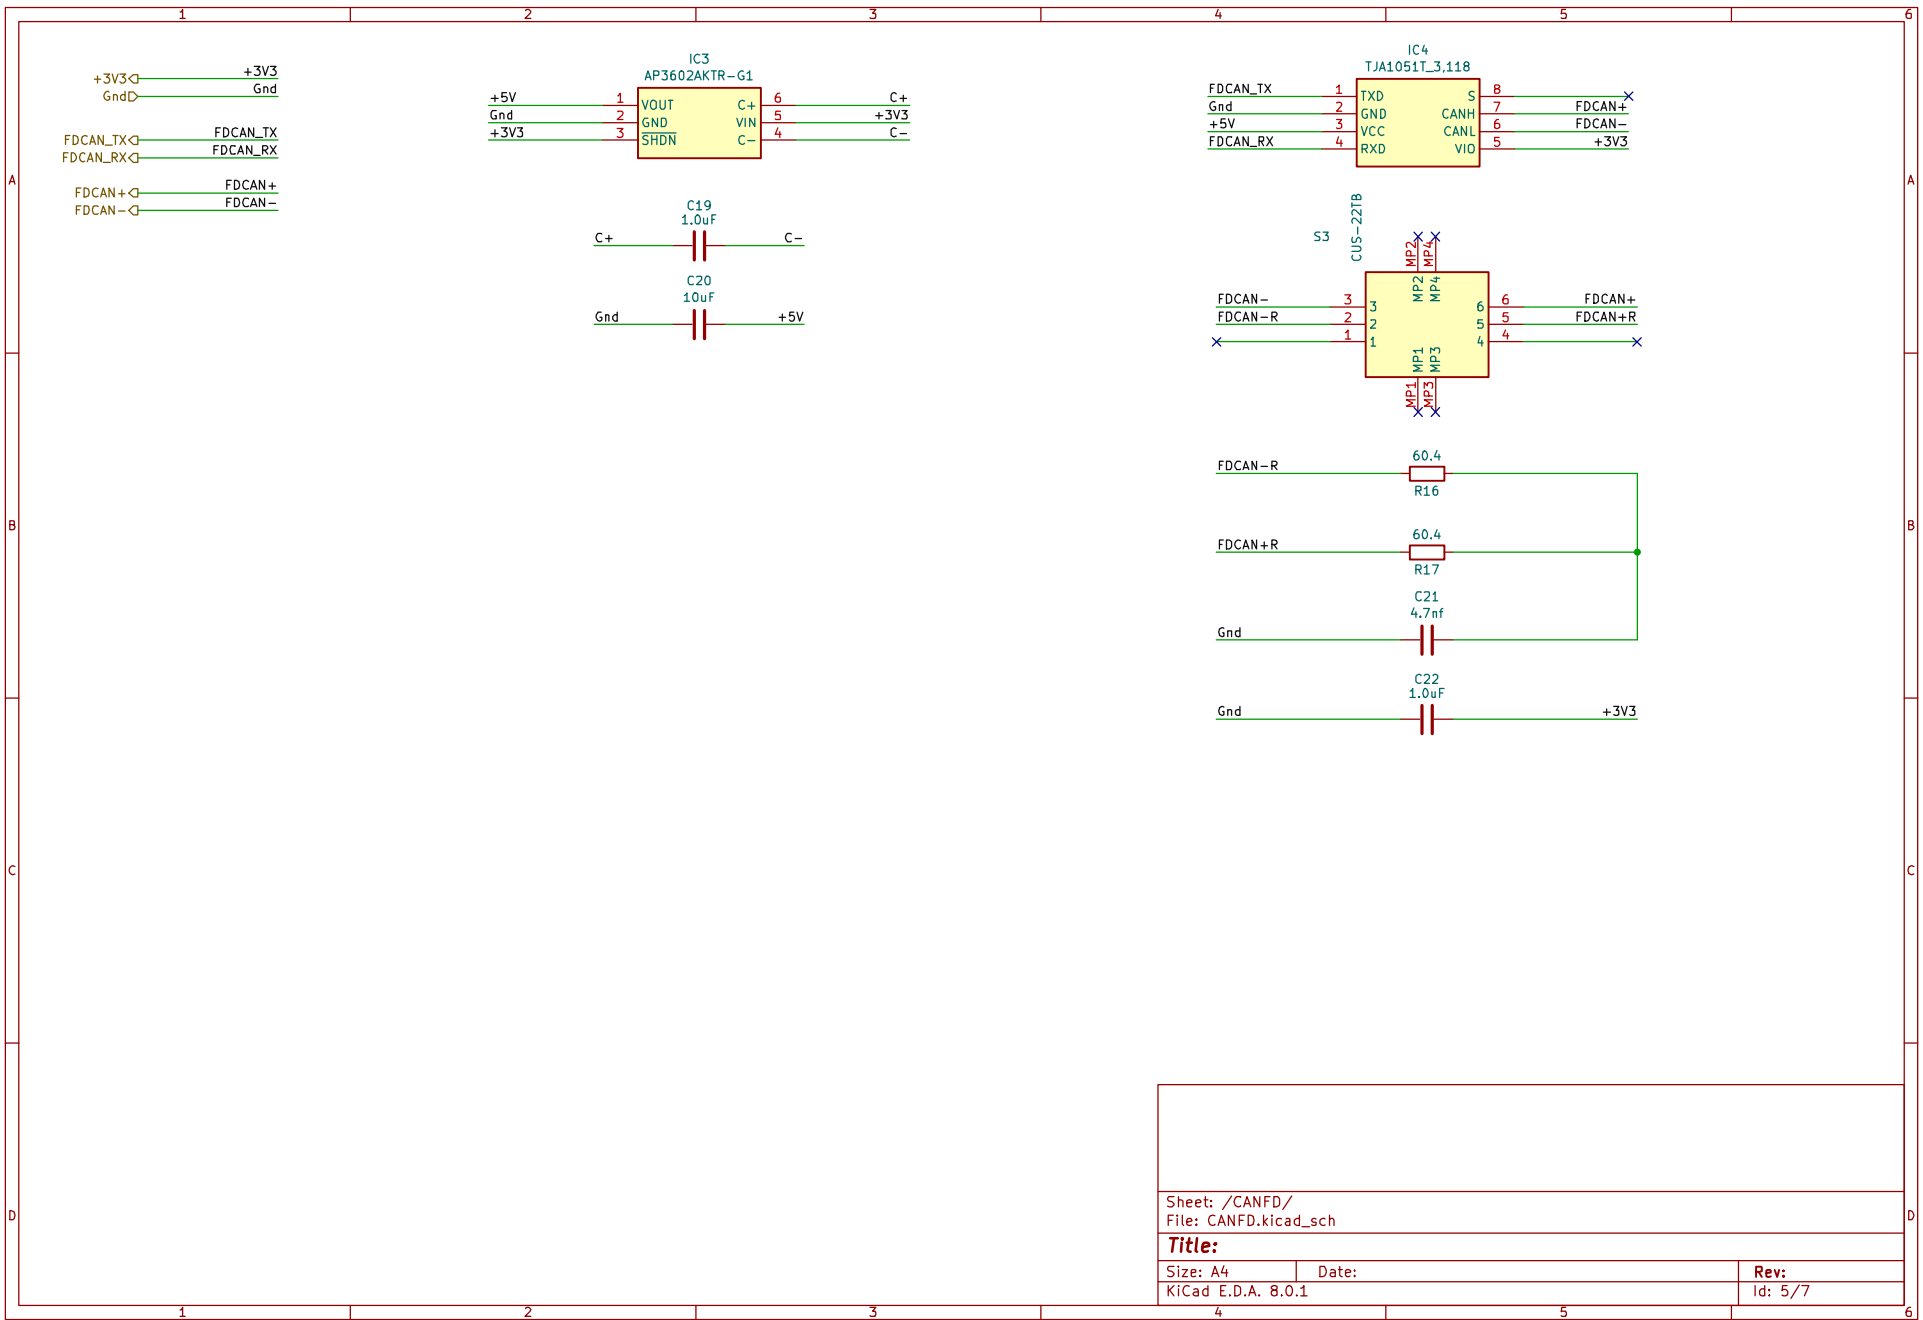 1 2 3 4 5 6
A
B
C
D
A
B
C
D
+3V3 +3V3
Gnd Gnd
FDCAN_TX FDCAN_TX
FDCAN_RX FDCAN_RX
FDCAN+ FDCAN+
FDCAN- FDCAN-
IC3
AP3602AKTR-G1
+5V 1 VOUT C+ 6 C+
Gnd 2 GND VIN 5 +3V3
+3V3 3 SHDN C- 4 C-
C19
1.0uF
C+ C-
C20
10uF
Gnd +5V
IC4
TJA1051T_3,118
FDCAN_TX 1 TXD S 8
Gnd 2 GND CANH 7 FDCAN+
+5V 3 VCC CANL 6 FDCAN-
FDCAN_RX 4 RXD VIO 5 +3V3
S3
CUS-22TB
MP2 MP4
MP2 MP4
FDCAN- 3 3 6 6 FDCAN+
FDCAN-R 2 2 5 5 FDCAN+R
1 1 4 4
MP1 MP3
MP1 MP3
60.4
FDCAN-R
R16
60.4
FDCAN+R
R17
C21
4.7nf
Gnd
C22
1.0uF
Gnd +3V3
Sheet: /CANFD/
File: CANFD.kicad_sch
Title:
Size: A4 Date: Rev:
KiCad E.D.A. 8.0.1 Id: 5/7
1 2 3 4 5 6